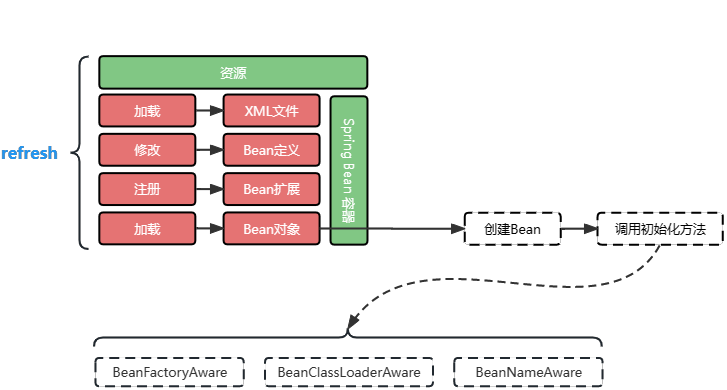 资源
refresh
加载
XML文件
修改
Bean定义
注册
Bean扩展
加载
Bean对象
Spring Bean 容器
创建Bean
调用初始化方法
BeanFactoryAware
BeanClassLoaderAware
BeanNameAware